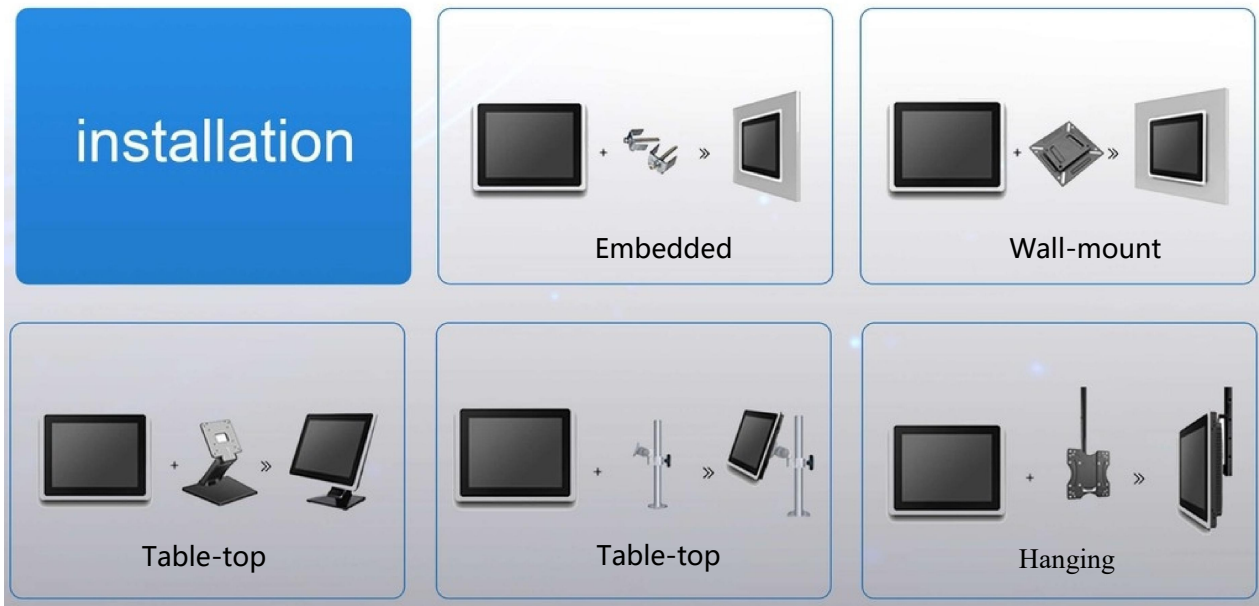 installation
Embedded
Wall-mount
Table-top
Table-top
Hanging